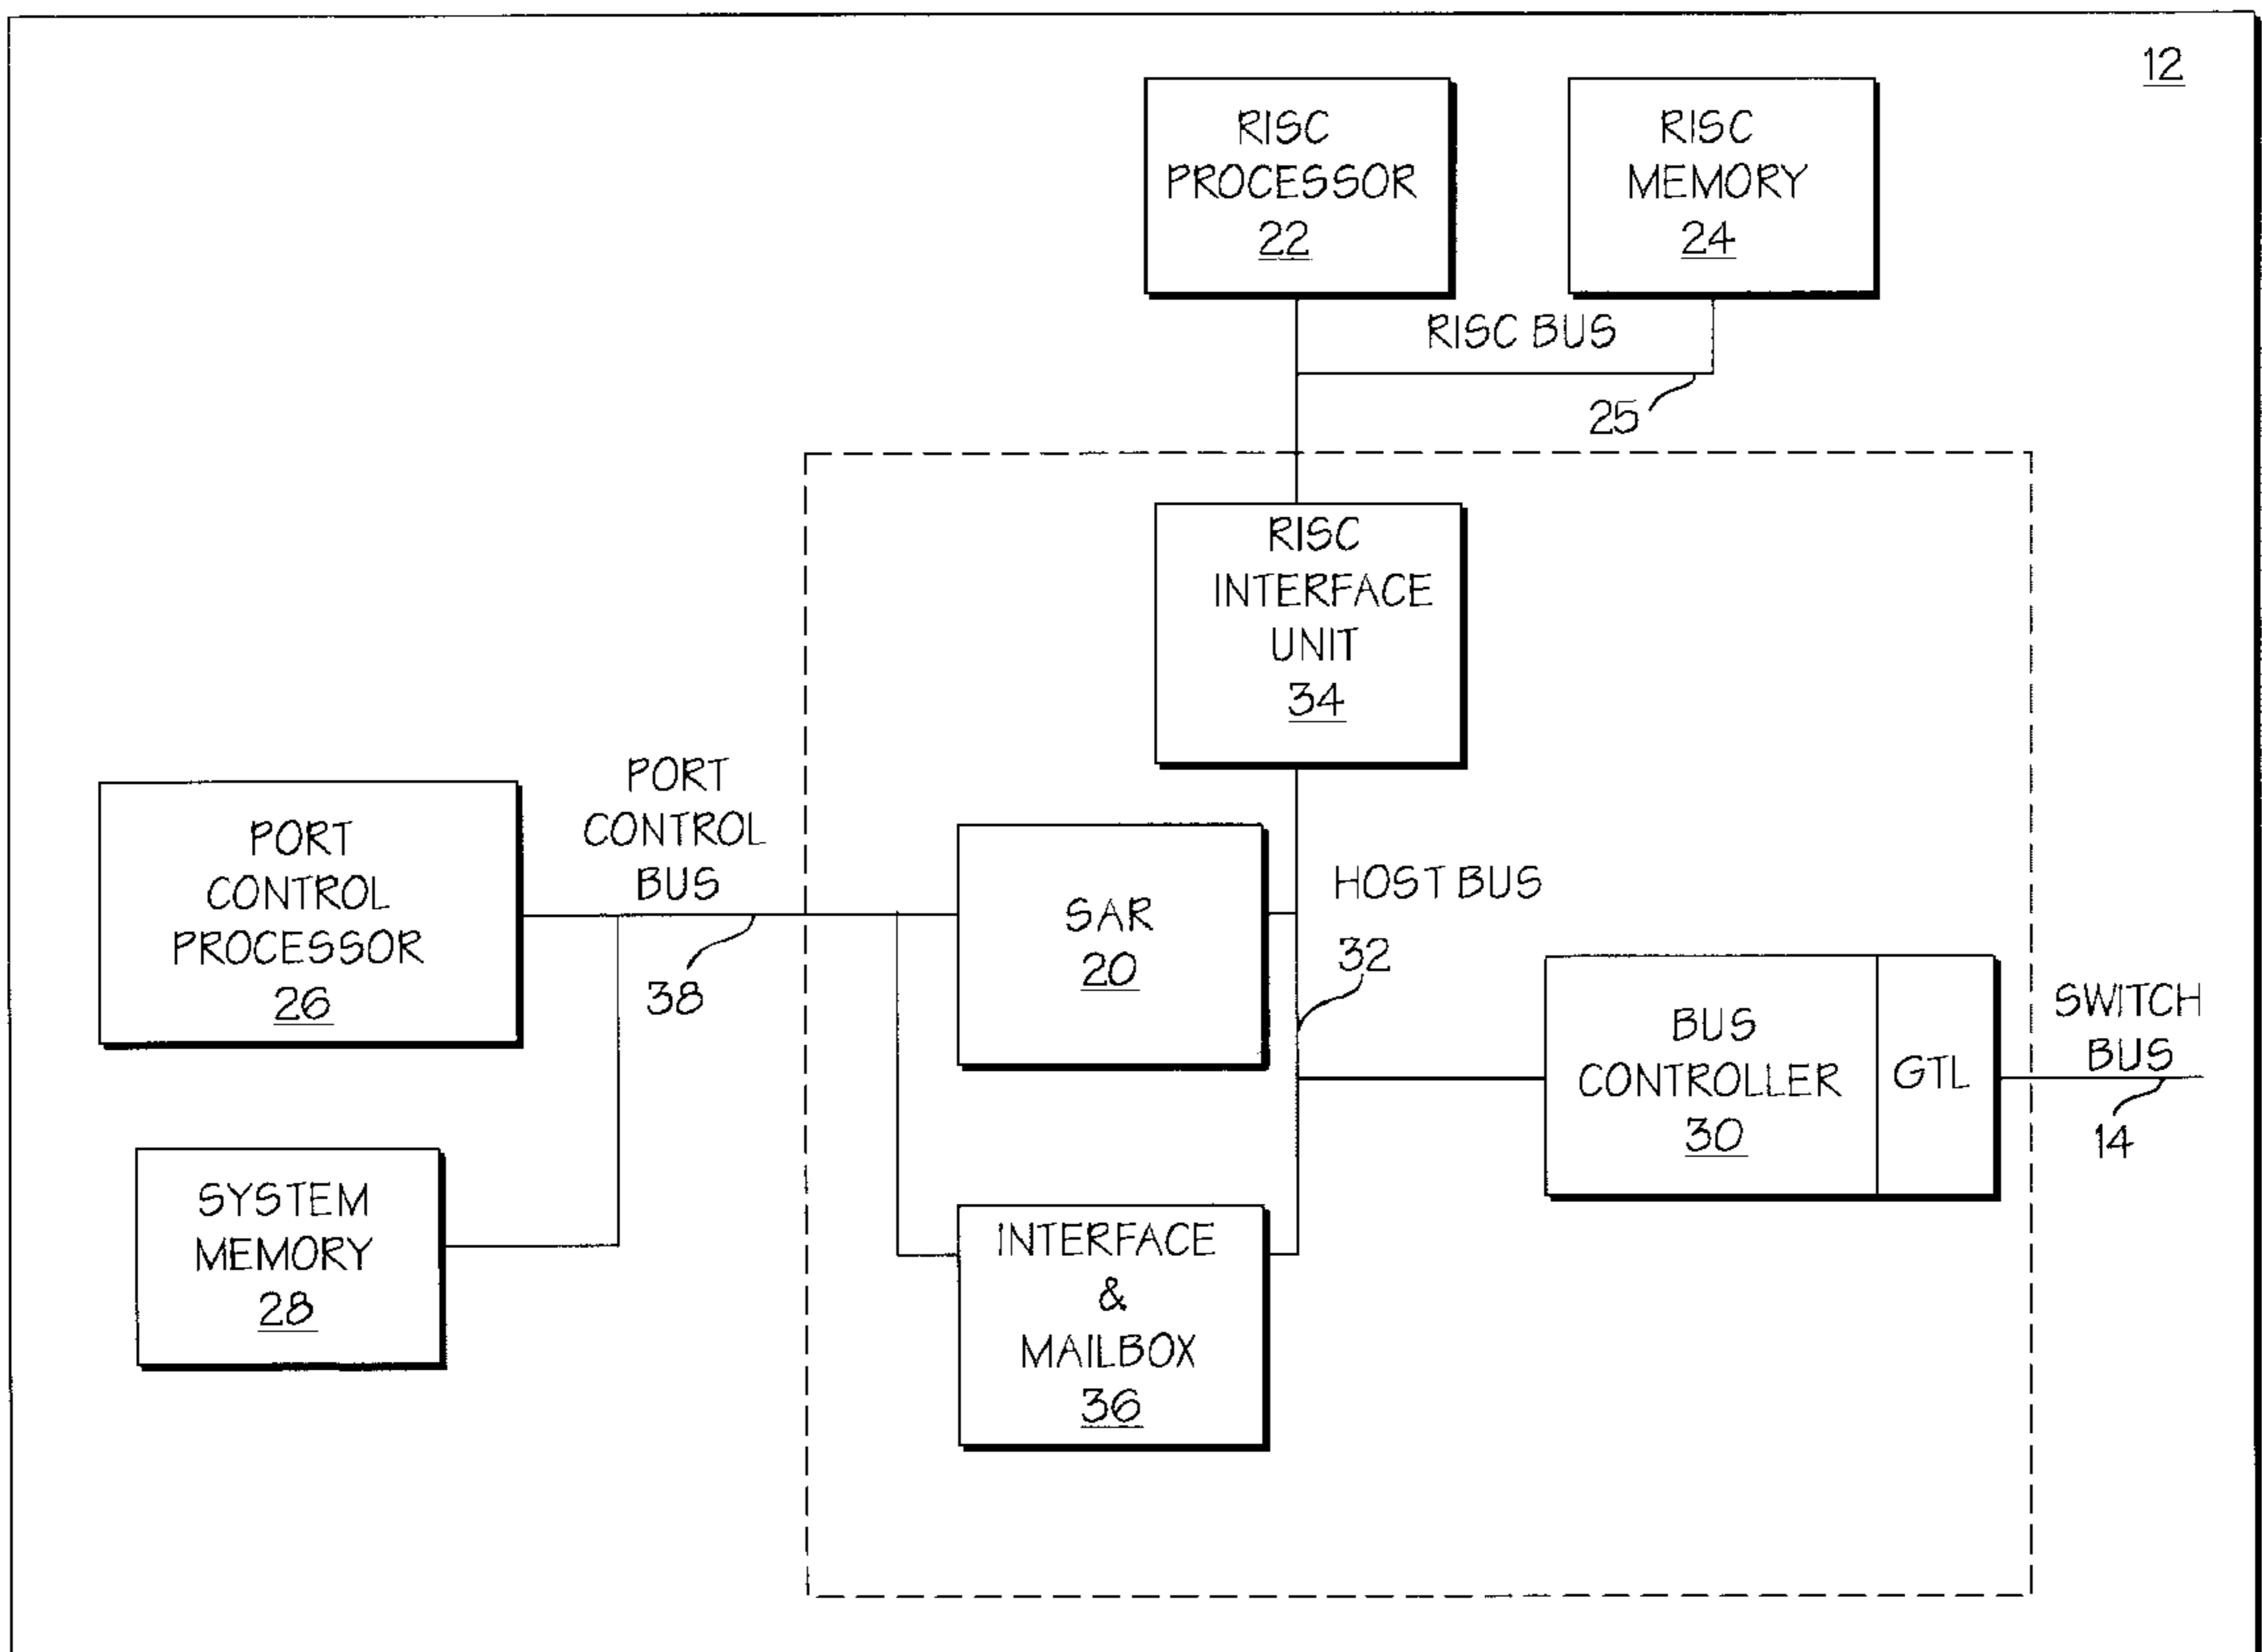 12
RISC
PROCESSOR
22
RISC
MEMORY
24
RISC BUS
25
RISC
INTERFACE
UNIT
34
PORT
CONTROL
BUS
38
PORT
CONTROL
PROCESSOR
26
SAR
20
HOST BUS
32
BUS
CONTROLLER
30
GTL
SWITCH
BUS
14
SYSTEM
MEMORY
28
INTERFACE
&
MAILBOX
36